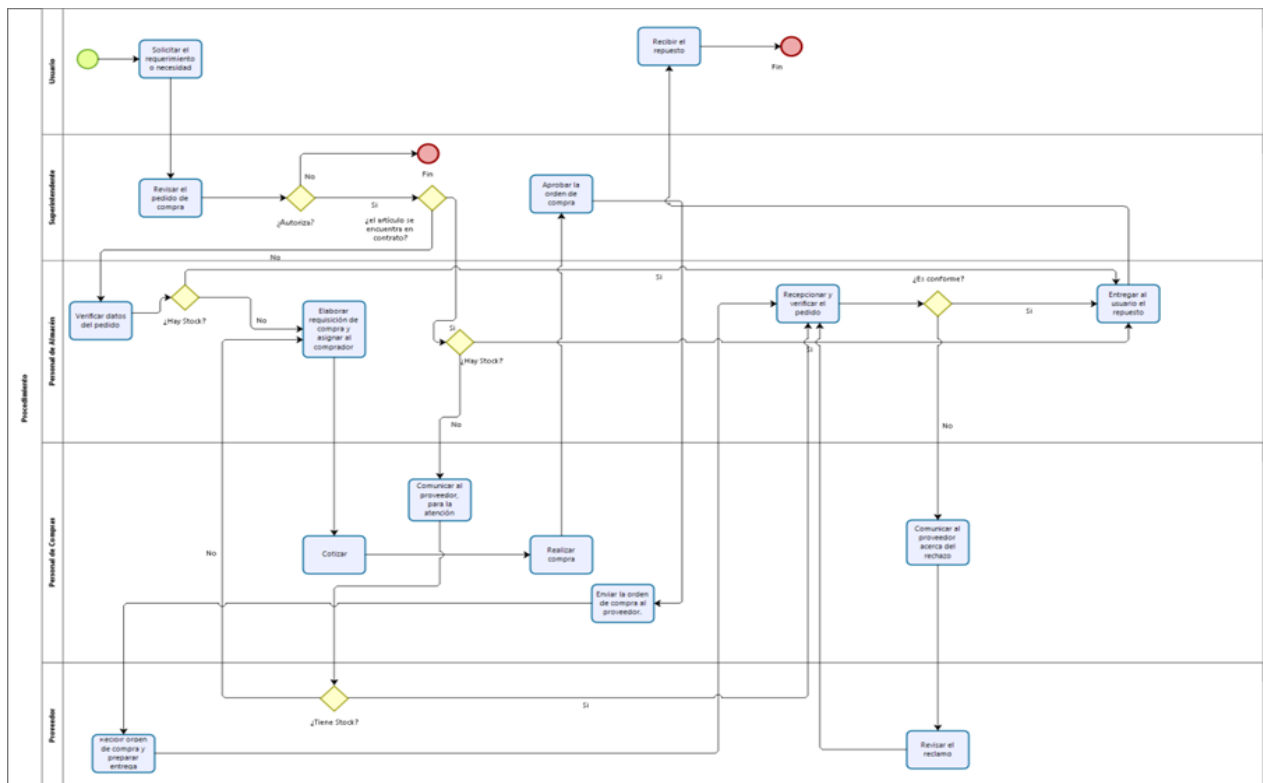 Procedimiento
Usuario
Solicitar el
requerimiento
o necesidad
Recibir el
repuesto
Fin
Superintendente
Revisar el
pedido de
compra
¿Autoriza?
No
Fin
Si
¿el artículo se
encuentra en
contrato?
No
Aprobar la
orden de
compra
Personal de Almacén
Verificar datos
del pedido
¿Hay Stock?
No
Si
Elaborar
requisición de
compra y
asignar al
comprador
Si
¿Hay Stock?
No
Recepcionar y
verificar el
pedido
Si
¿Es conforme?
Si
No
Entregar al
usuario el
repuesto
Personal de Compras
No
Comunicar al
proveedor,
para la
atención
Cotizar
Realizar
compra
Enviar la orden
de compra al
proveedor.
Comunicar al
proveedor
acerca del
rechazo
Proveedor
Recibir orden
de compra y
preparar
entrega
¿Tiene Stock?
Si
Revisar el
reclamo